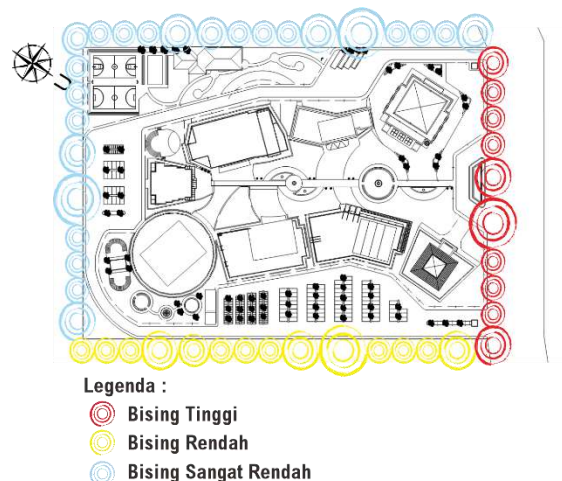 U
Legenda :
Bising Tinggi
Bising Rendah
Bising Sangat Rendah